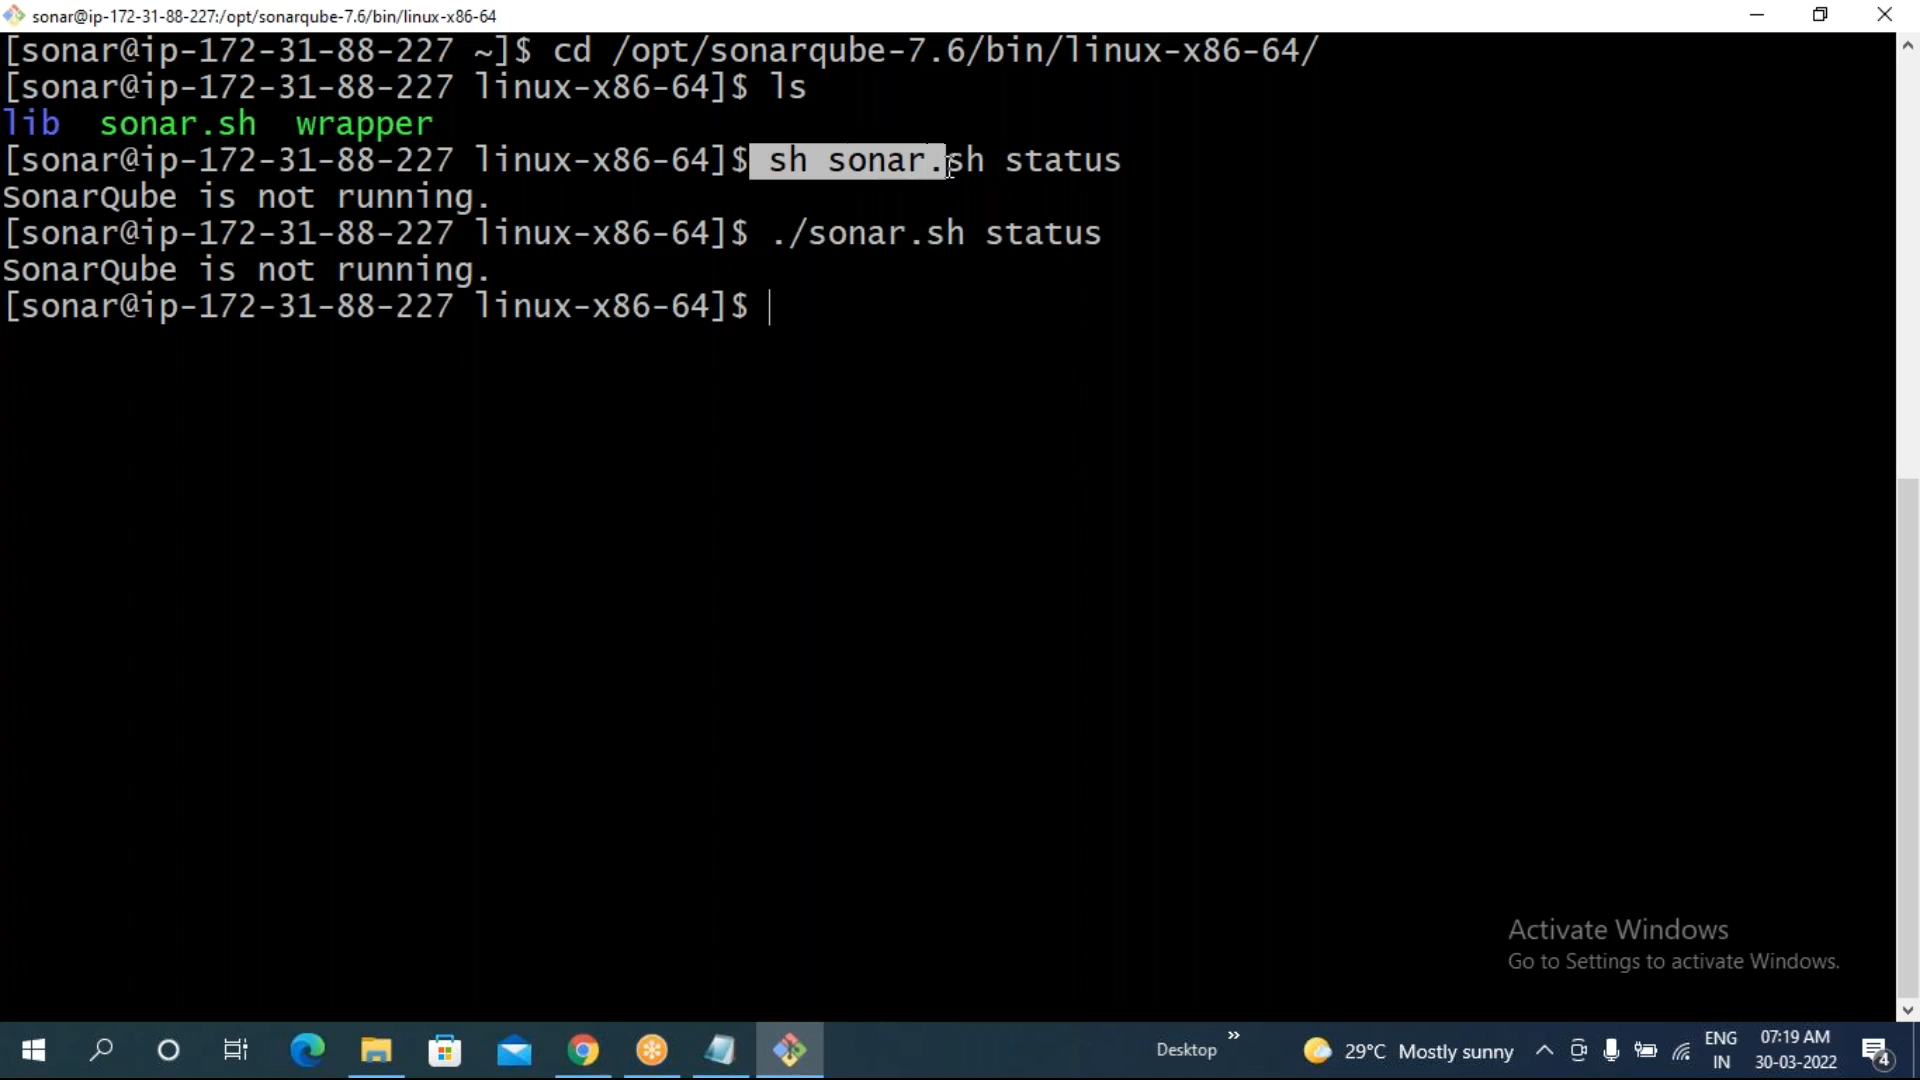 sonar@ip-172-31-88-227:/opt/sonarqube-7.6/bin/linux-x86-64
[sonar@ip-172-31-88-227 ~]$ cd /opt/sonarqube-7.6/bin/linux-x86-64/
[sonar@ip-172-31-88-227 linux-x86-64]$ ls
lib  sonar.sh  wrapper
[sonar@ip-172-31-88-227 linux-x86-64]$ sh sonar.sh status
SonarQube is not running.
[sonar@ip-172-31-88-227 linux-x86-64]$ ./sonar.sh status
SonarQube is not running.
[sonar@ip-172-31-88-227 linux-x86-64]$
Activate Windows
Go to Settings to activate Windows.
Desktop
29°C Mostly sunny
ENG
IN
07:19 AM
30-03-2022
4